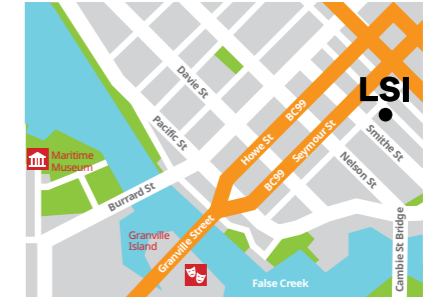 Davie St
LSI
Pacific St
Howe St
BC99
Seymour St
Smithe St
Maritime
Museum
Nelson St
BC99
Burrard St
Granville
Island
Granville Street
Cambie St Bridge
False Creek